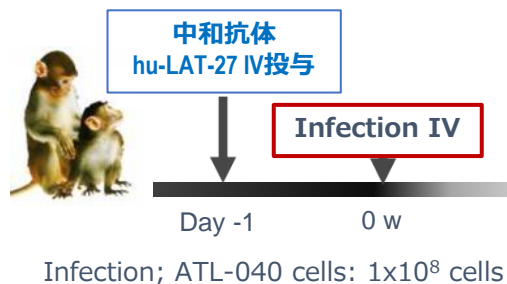 中和抗体
hu-LAT-27 IV投与
Infection IV
Day -1
0 w
Infection; ATL-040 cells: 1x10⁸ cells